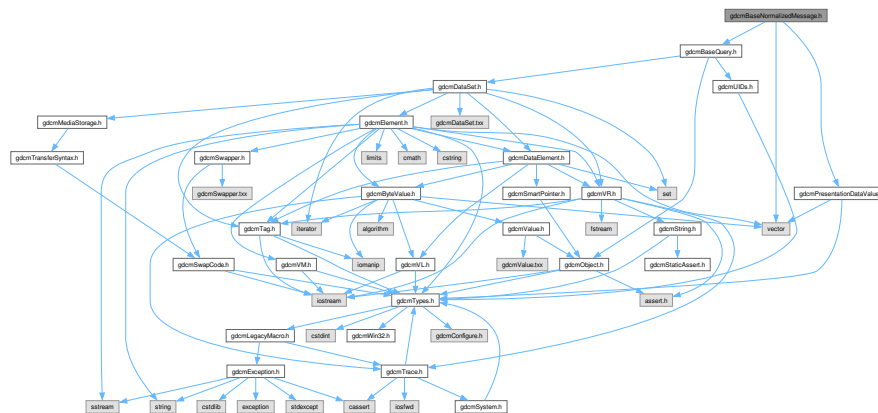 gdcmBaseNormalizedMessage.h
gdcmBaseQuery.h
gdcmDataSet.h
gdcmUIDs.h
gdcmMediaStorage.h
gdcmElement.h
gdcmDataSet.txx
gdcmTransferSyntax.h
gdcmSwapper.h
limits
cmath
cstring
gdcmDataElement.h
gdcmSwapper.txx
gdcmByteValue.h
gdcmSmartPointer.h
gdcmVR.h
set
gdcmPresentationDataValue
gdcmTag.h
iterator
algorithm
gdcmValue.h
fstream
gdcmString.h
vector
gdcmSwapCode.h
gdcmVM.h
iomanip
gdcmVL.h
gdcmValue.txx
gdcmObject.h
gdcmStaticAssert.h
iostream
gdcmTypes.h
assert.h
gdcmLegacyMacro.h
cstdint
gdcmWin32.h
gdcmConfigure.h
gdcmException.h
gdcmTrace.h
sstream
string
cstdlib
exception
stdexcept
cassert
iosfwd
gdcmSystem.h